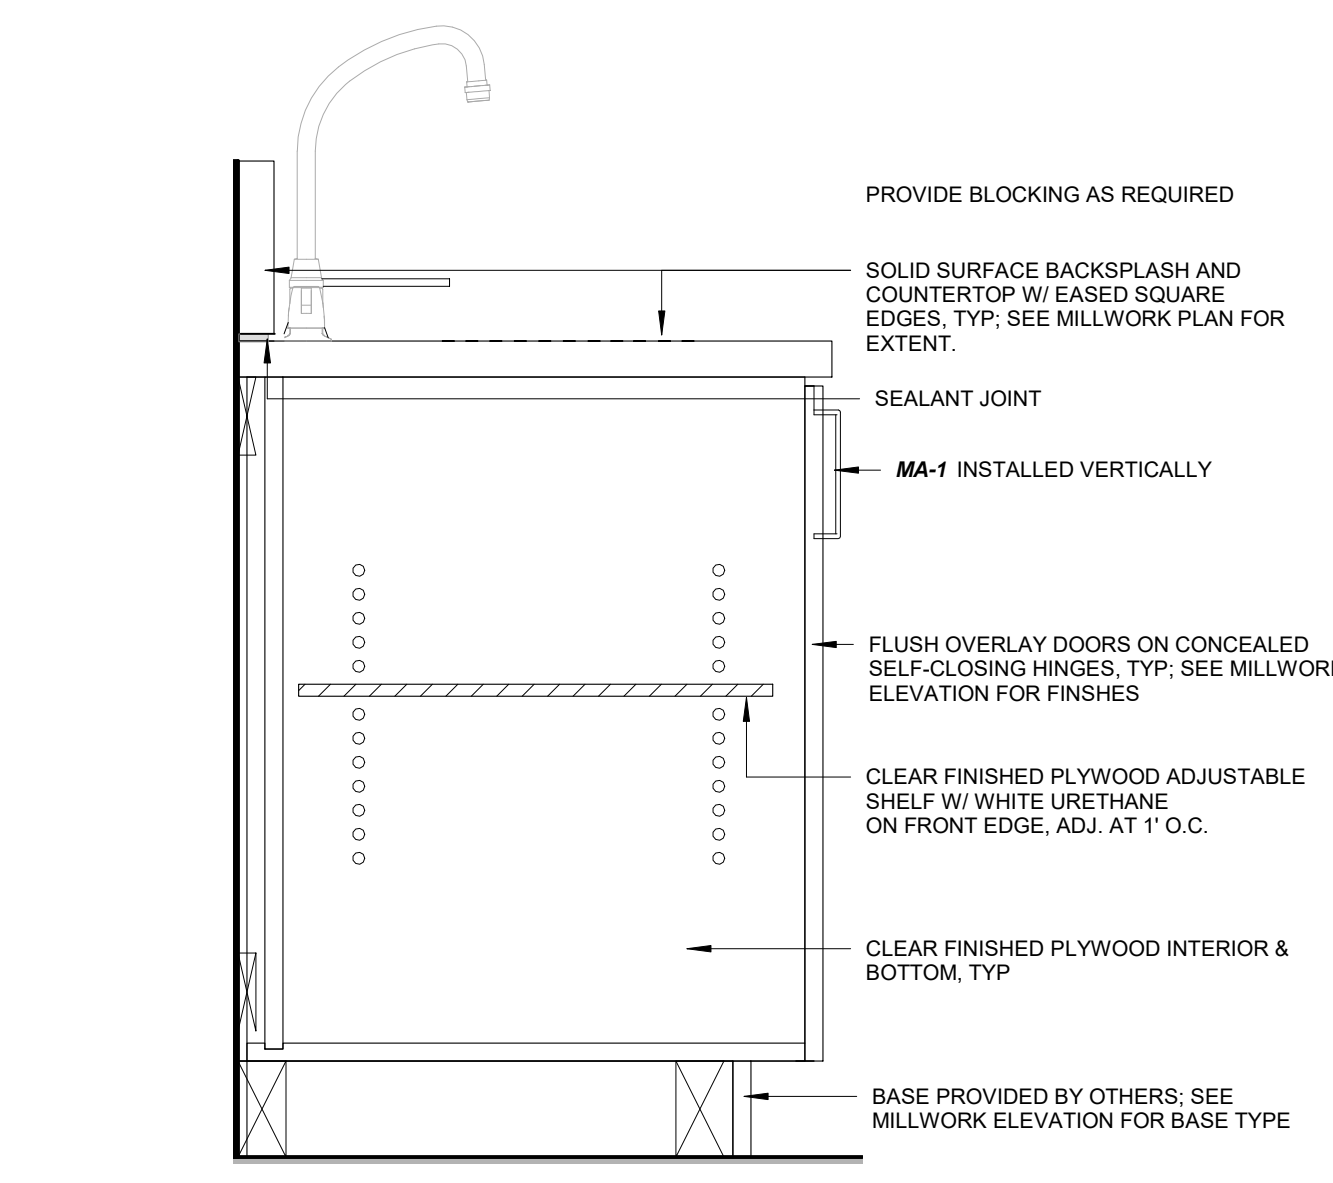 PROVIDE BLOCKING AS REQUIRED
SOLID SURFACE BACKSPLASH AND
COUNTERTOP W/ EASED SQUARE
EDGES, TYP; SEE MILLWORK PLAN FOR
EXTENT.
SEALANT JOINT
MA-1 INSTALLED VERTICALLY
FLUSH OVERLAY DOORS ON CONCEALED
SELF-CLOSING HINGES, TYP; SEE MILLWORK
ELEVATION FOR FINSHES
CLEAR FINISHED PLYWOOD ADJUSTABLE
SHELF W/ WHITE URETHANE
ON FRONT EDGE, ADJ. AT 1' O.C.
CLEAR FINISHED PLYWOOD INTERIOR &
BOTTOM, TYP
BASE PROVIDED BY OTHERS; SEE
MILLWORK ELEVATION FOR BASE TYPE